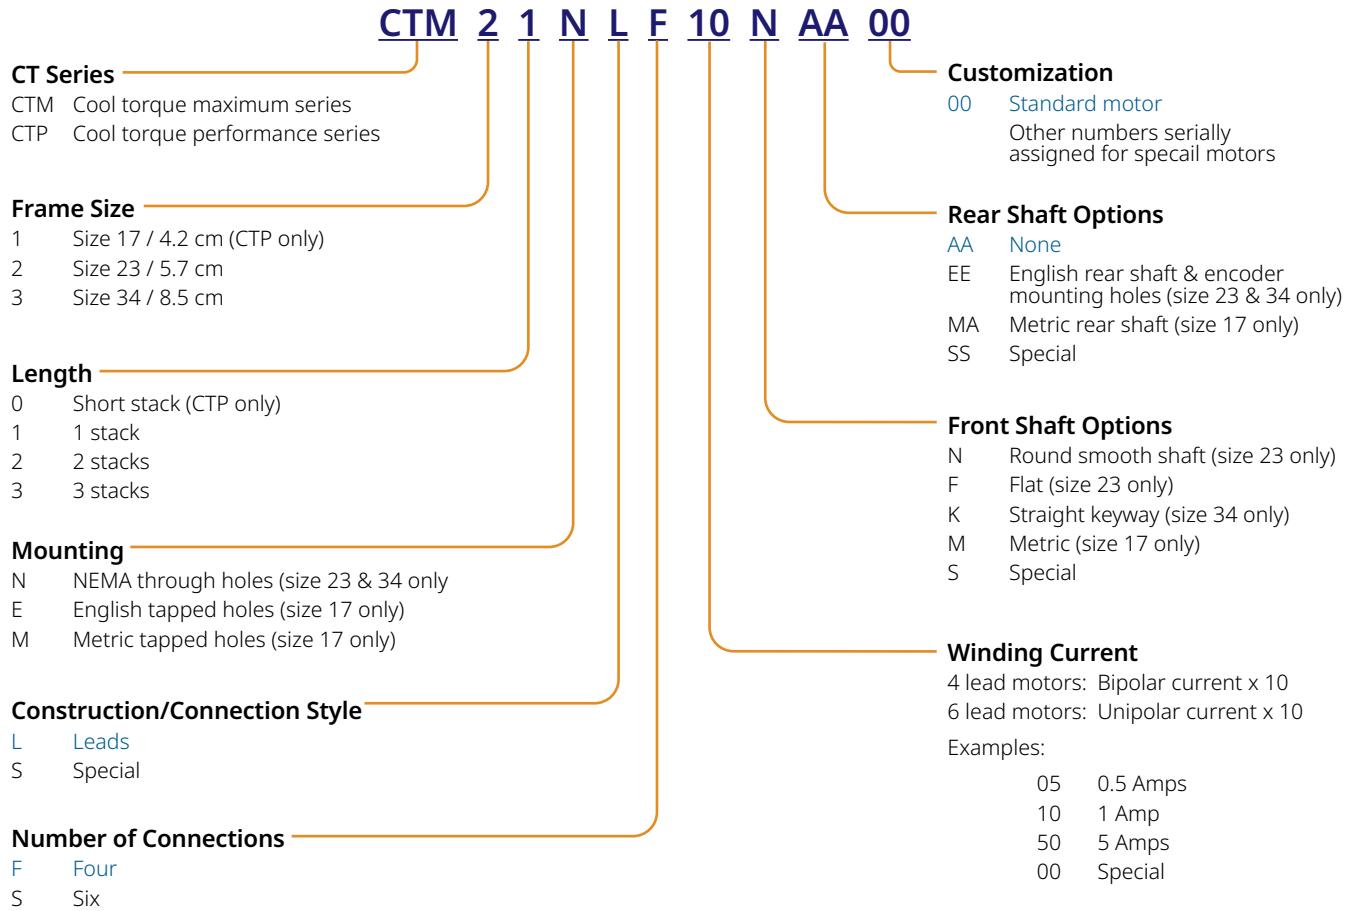 CTM 2 1 N L F 10 N AA 00
CT Series
CTM Cool torque maximum series
CTP Cool torque performance series
Frame Size
1 Size 17 / 4.2 cm (CTP only)
2 Size 23 / 5.7 cm
3 Size 34 / 8.5 cm
Length
0 Short stack (CTP only)
1 1 stack
2 2 stacks
3 3 stacks
Mounting
N NEMA through holes (size 23 & 34 only
E English tapped holes (size 17 only)
M Metric tapped holes (size 17 only)
Construction/Connection Style
L Leads
S Special
Number of Connections
F Four
S Six
Customization
00 Standard motor
Other numbers serially
assigned for specail motors
Rear Shaft Options
AA None
EE English rear shaft & encoder
mounting holes (size 23 & 34 only)
MA Metric rear shaft (size 17 only)
SS Special
Front Shaft Options
N Round smooth shaft (size 23 only)
F Flat (size 23 only)
K Straight keyway (size 34 only)
M Metric (size 17 only)
S Special
Winding Current
4 lead motors: Bipolar current x 10
6 lead motors: Unipolar current x 10
Examples:
05 0.5 Amps
10 1 Amp
50 5 Amps
00 Special